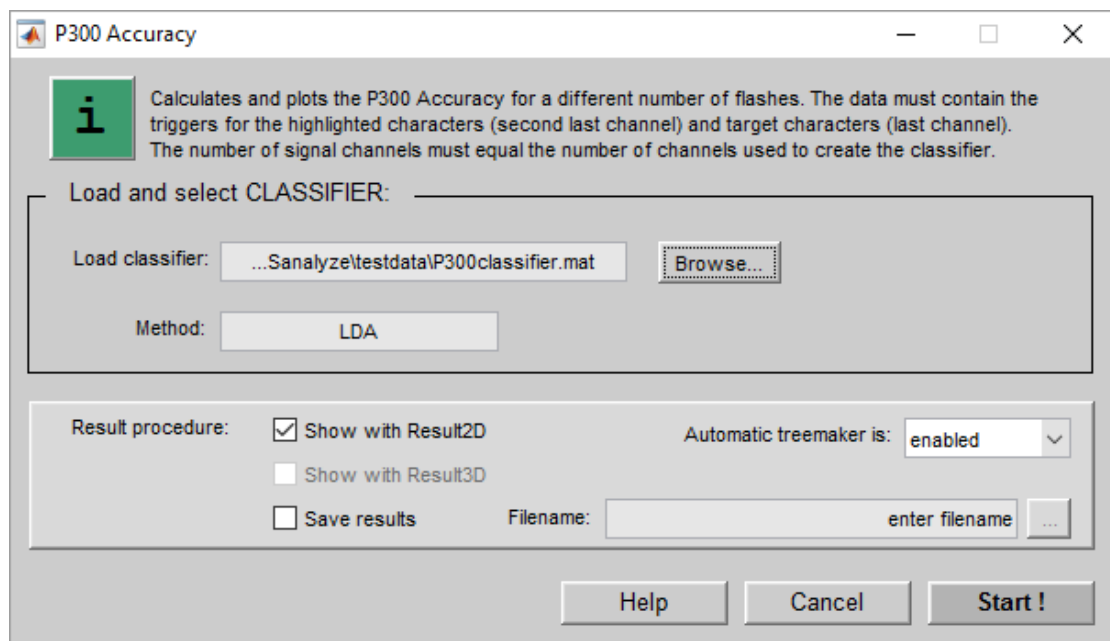 P300 Accuracy
i
Calculates and plots the P300 Accuracy for a different number of flashes. The data must contain the
triggers for the highlighted characters (second last channel) and target characters (last channel).
The number of signal channels must equal the number of channels used to create the classifier.
Load and select CLASSIFIER:
Load classifier: ...Sanalyze\testdata\P300classifier.mat Browse...
Method: LDA
Result procedure: Show with Result2D Automatic treemaker is: enabled
Show with Result3D
Save results Filename: enter filename ...
Help Cancel Start !